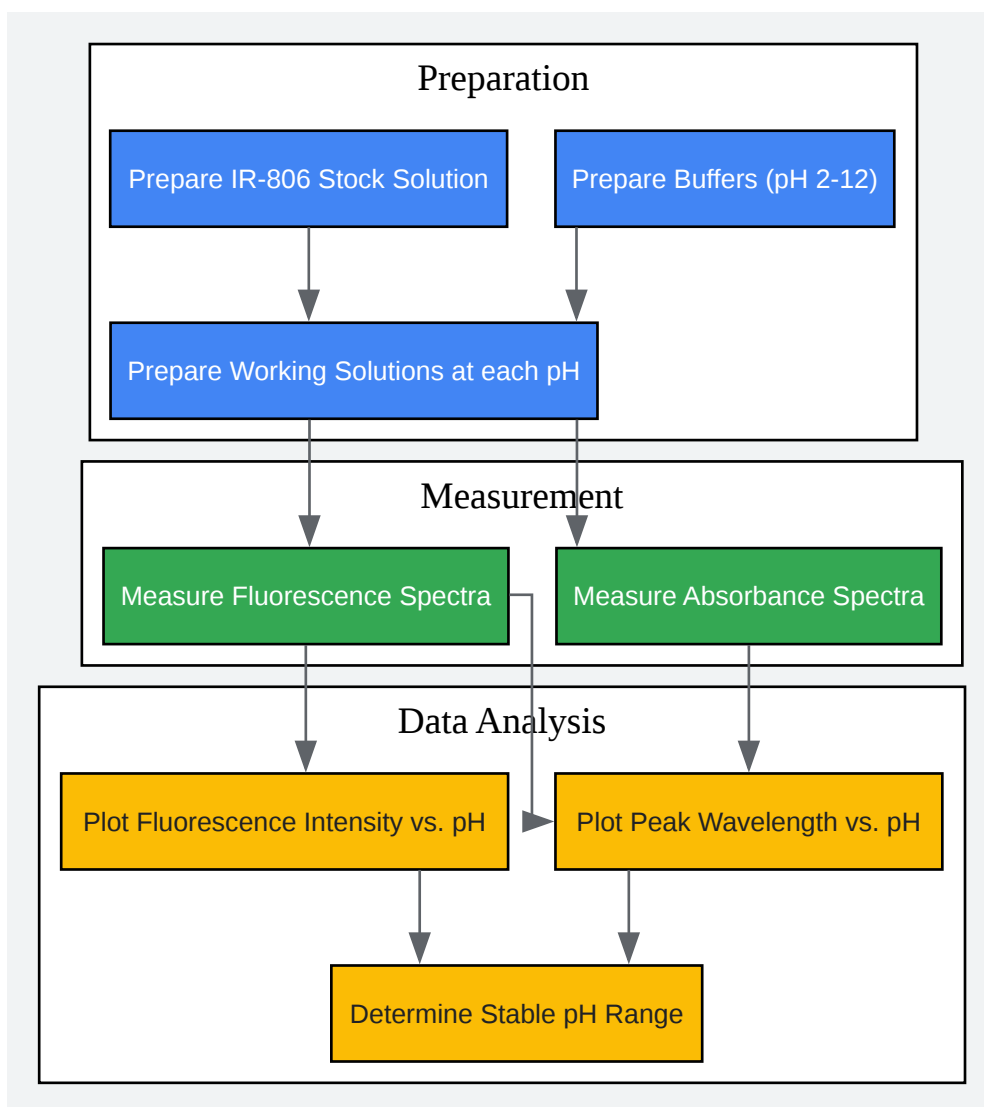 Preparation
Prepare IR-806 Stock Solution
Prepare Buffers (pH 2-12)
Prepare Working Solutions at each pH
Measurement
Measure Fluorescence Spectra
Measure Absorbance Spectra
Data Analysis
Plot Fluorescence Intensity vs. pH
Plot Peak Wavelength vs. pH
Determine Stable pH Range